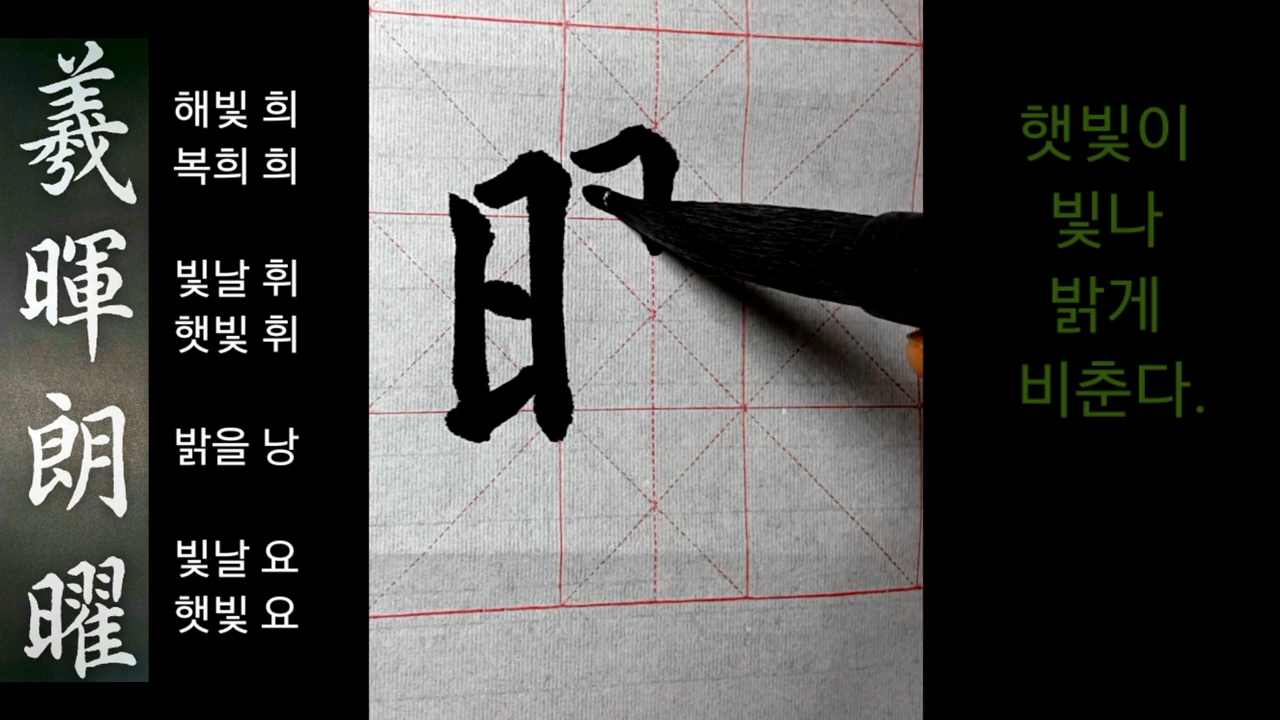 羲
暉
朗
曜
해빛 희
복희 희
빛날 휘
햇빛 휘
밝을 낭
빛날 요
햇빛 요
햇빛이
빛나
밝게
비춘다.